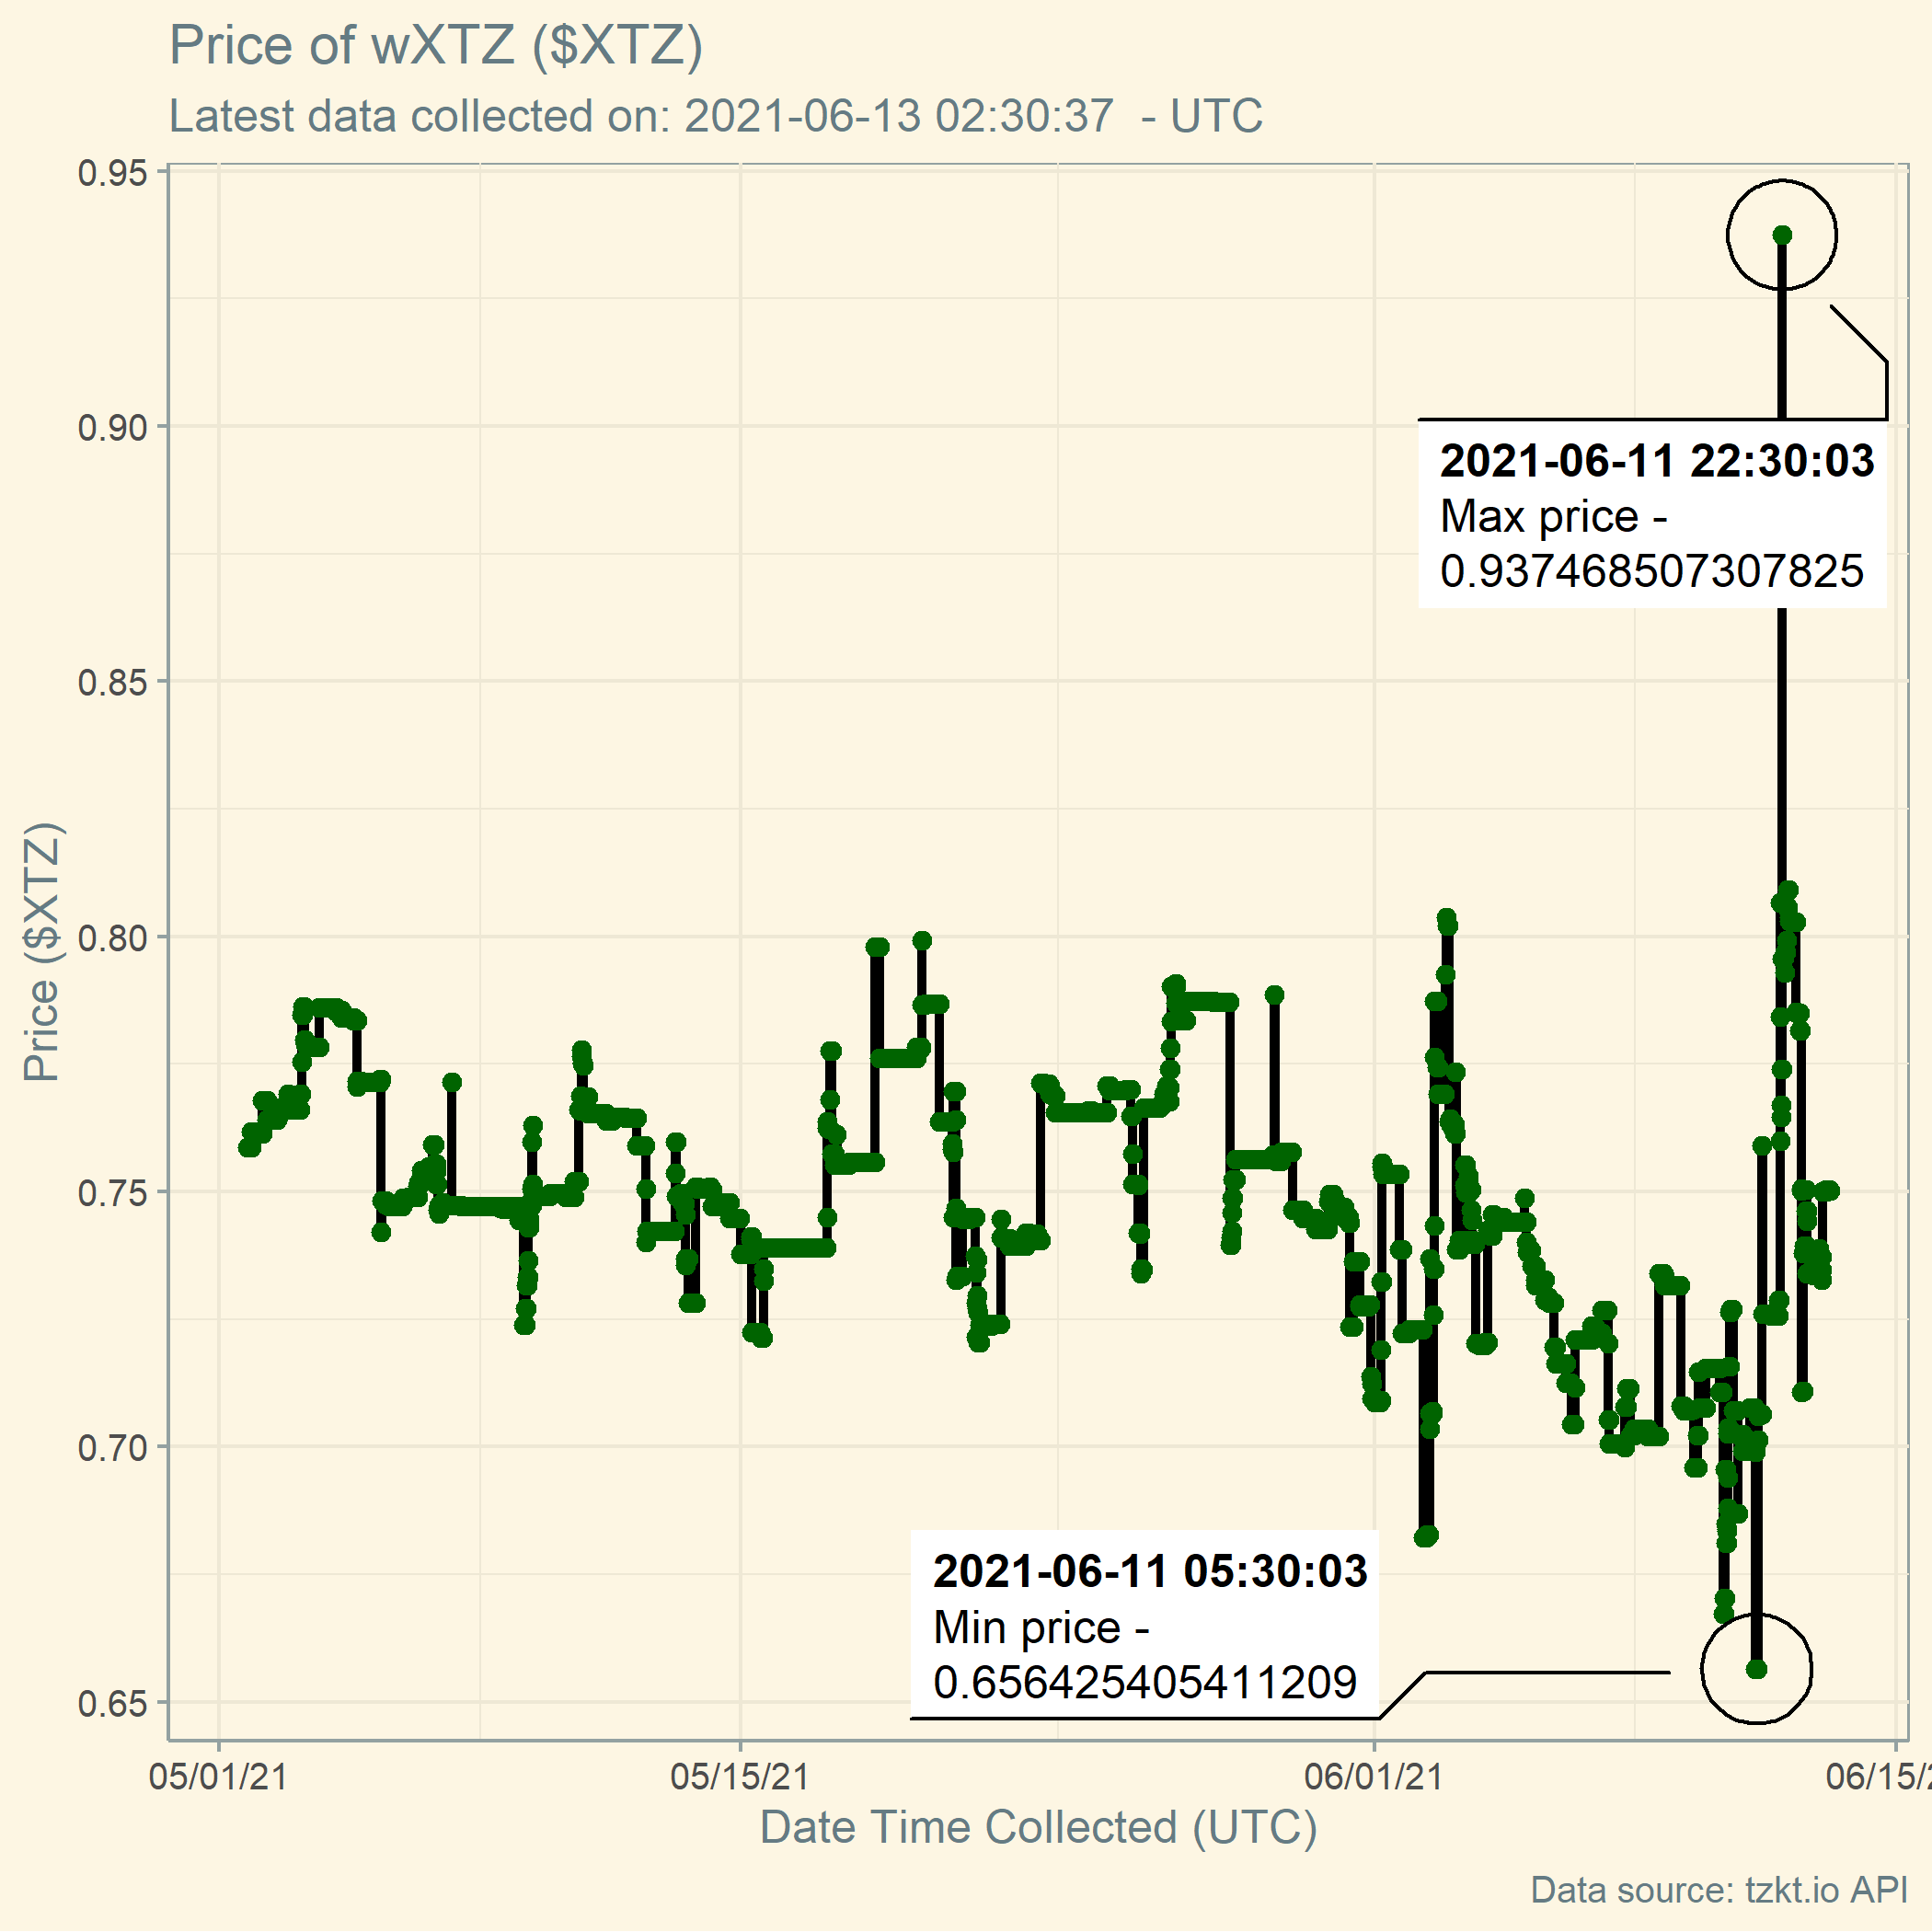 Price of wXTZ ($XTZ)
Latest data collected on: 2021-06-13 02:30:37  - UTC
0.95
0.90
0.85
0.80
0.75
0.70
0.65
Price ($XTZ)
2021-06-11 22:30:03
Max price -
0.937468507307825
2021-06-11 05:30:03
Min price -
0.656425405411209
05/01/21
05/15/21
06/01/21
06/15/2
Date Time Collected (UTC)
Data source: tzkt.io API